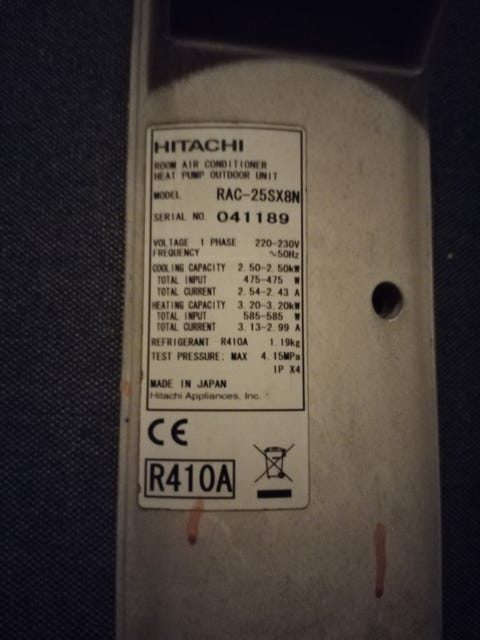 HITACHI
ROOM AIR CONDITIONER
HEAT PUMP OUTDOOR UNIT
MODEL RAC-25SX8N
SERIAL NO. 041189
VOLTAGE 1 PHASE 220-230V
FREQUENCY ~50Hz
COOLING CAPACITY 2.50-2.50kW
TOTAL INPUT 475-475 W
TOTAL CURRENT 2.54-2.43 A
HEATING CAPACITY 3.20-3.20kW
TOTAL INPUT 585-585 W
TOTAL CURRENT 3.13-2.99 A
REFRIGERANT R410A 1.19kg
TEST PRESSURE: MAX 4.15MPa
IP X4
MADE IN JAPAN
Hitachi Appliances, Inc.
CE
R410A